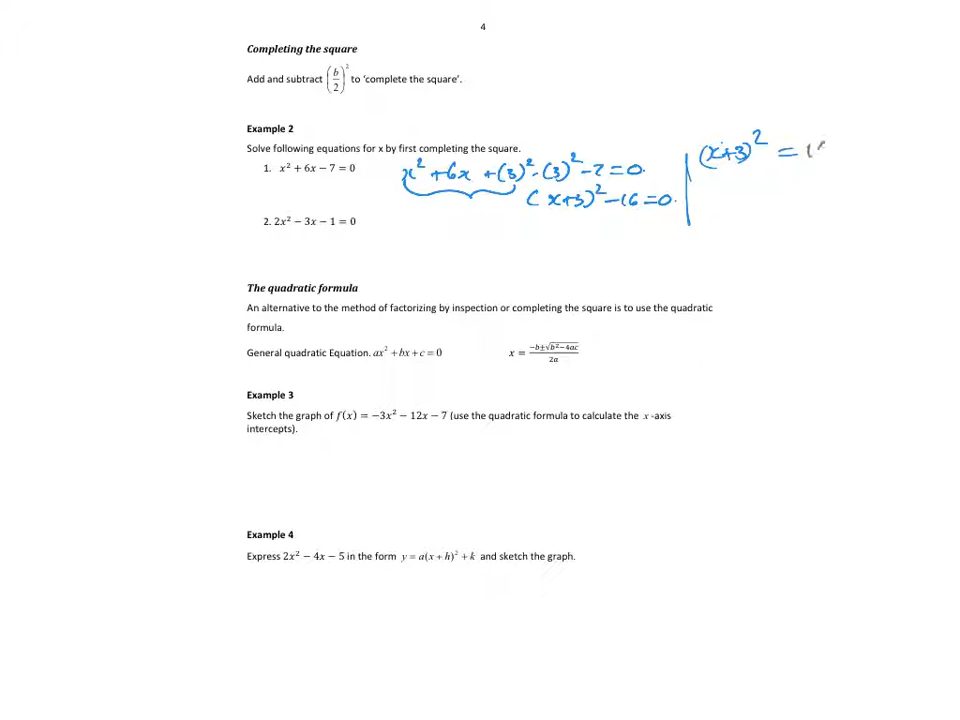 4
Completing the square
Add and subtract (b/2)² to ‘complete the square’.
Example 2
Solve following equations for x by first completing the square.
1. x² + 6x − 7 = 0
x² + 6x + (3)² - (3)² - 7 = 0.
(x+3)² - 16 = 0.
(x+3)² =
2. 2x² − 3x − 1 = 0
The quadratic formula
An alternative to the method of factorizing by inspection or completing the square is to use the quadratic
formula.
General quadratic Equation. ax² + bx + c = 0 x = (−b±√(b²−4ac))/2a
Example 3
Sketch the graph of f(x) = −3x² − 12x − 7 (use the quadratic formula to calculate the x -axis
intercepts).
Example 4
Express 2x² − 4x − 5 in the form y = a(x + h)² + k and sketch the graph.